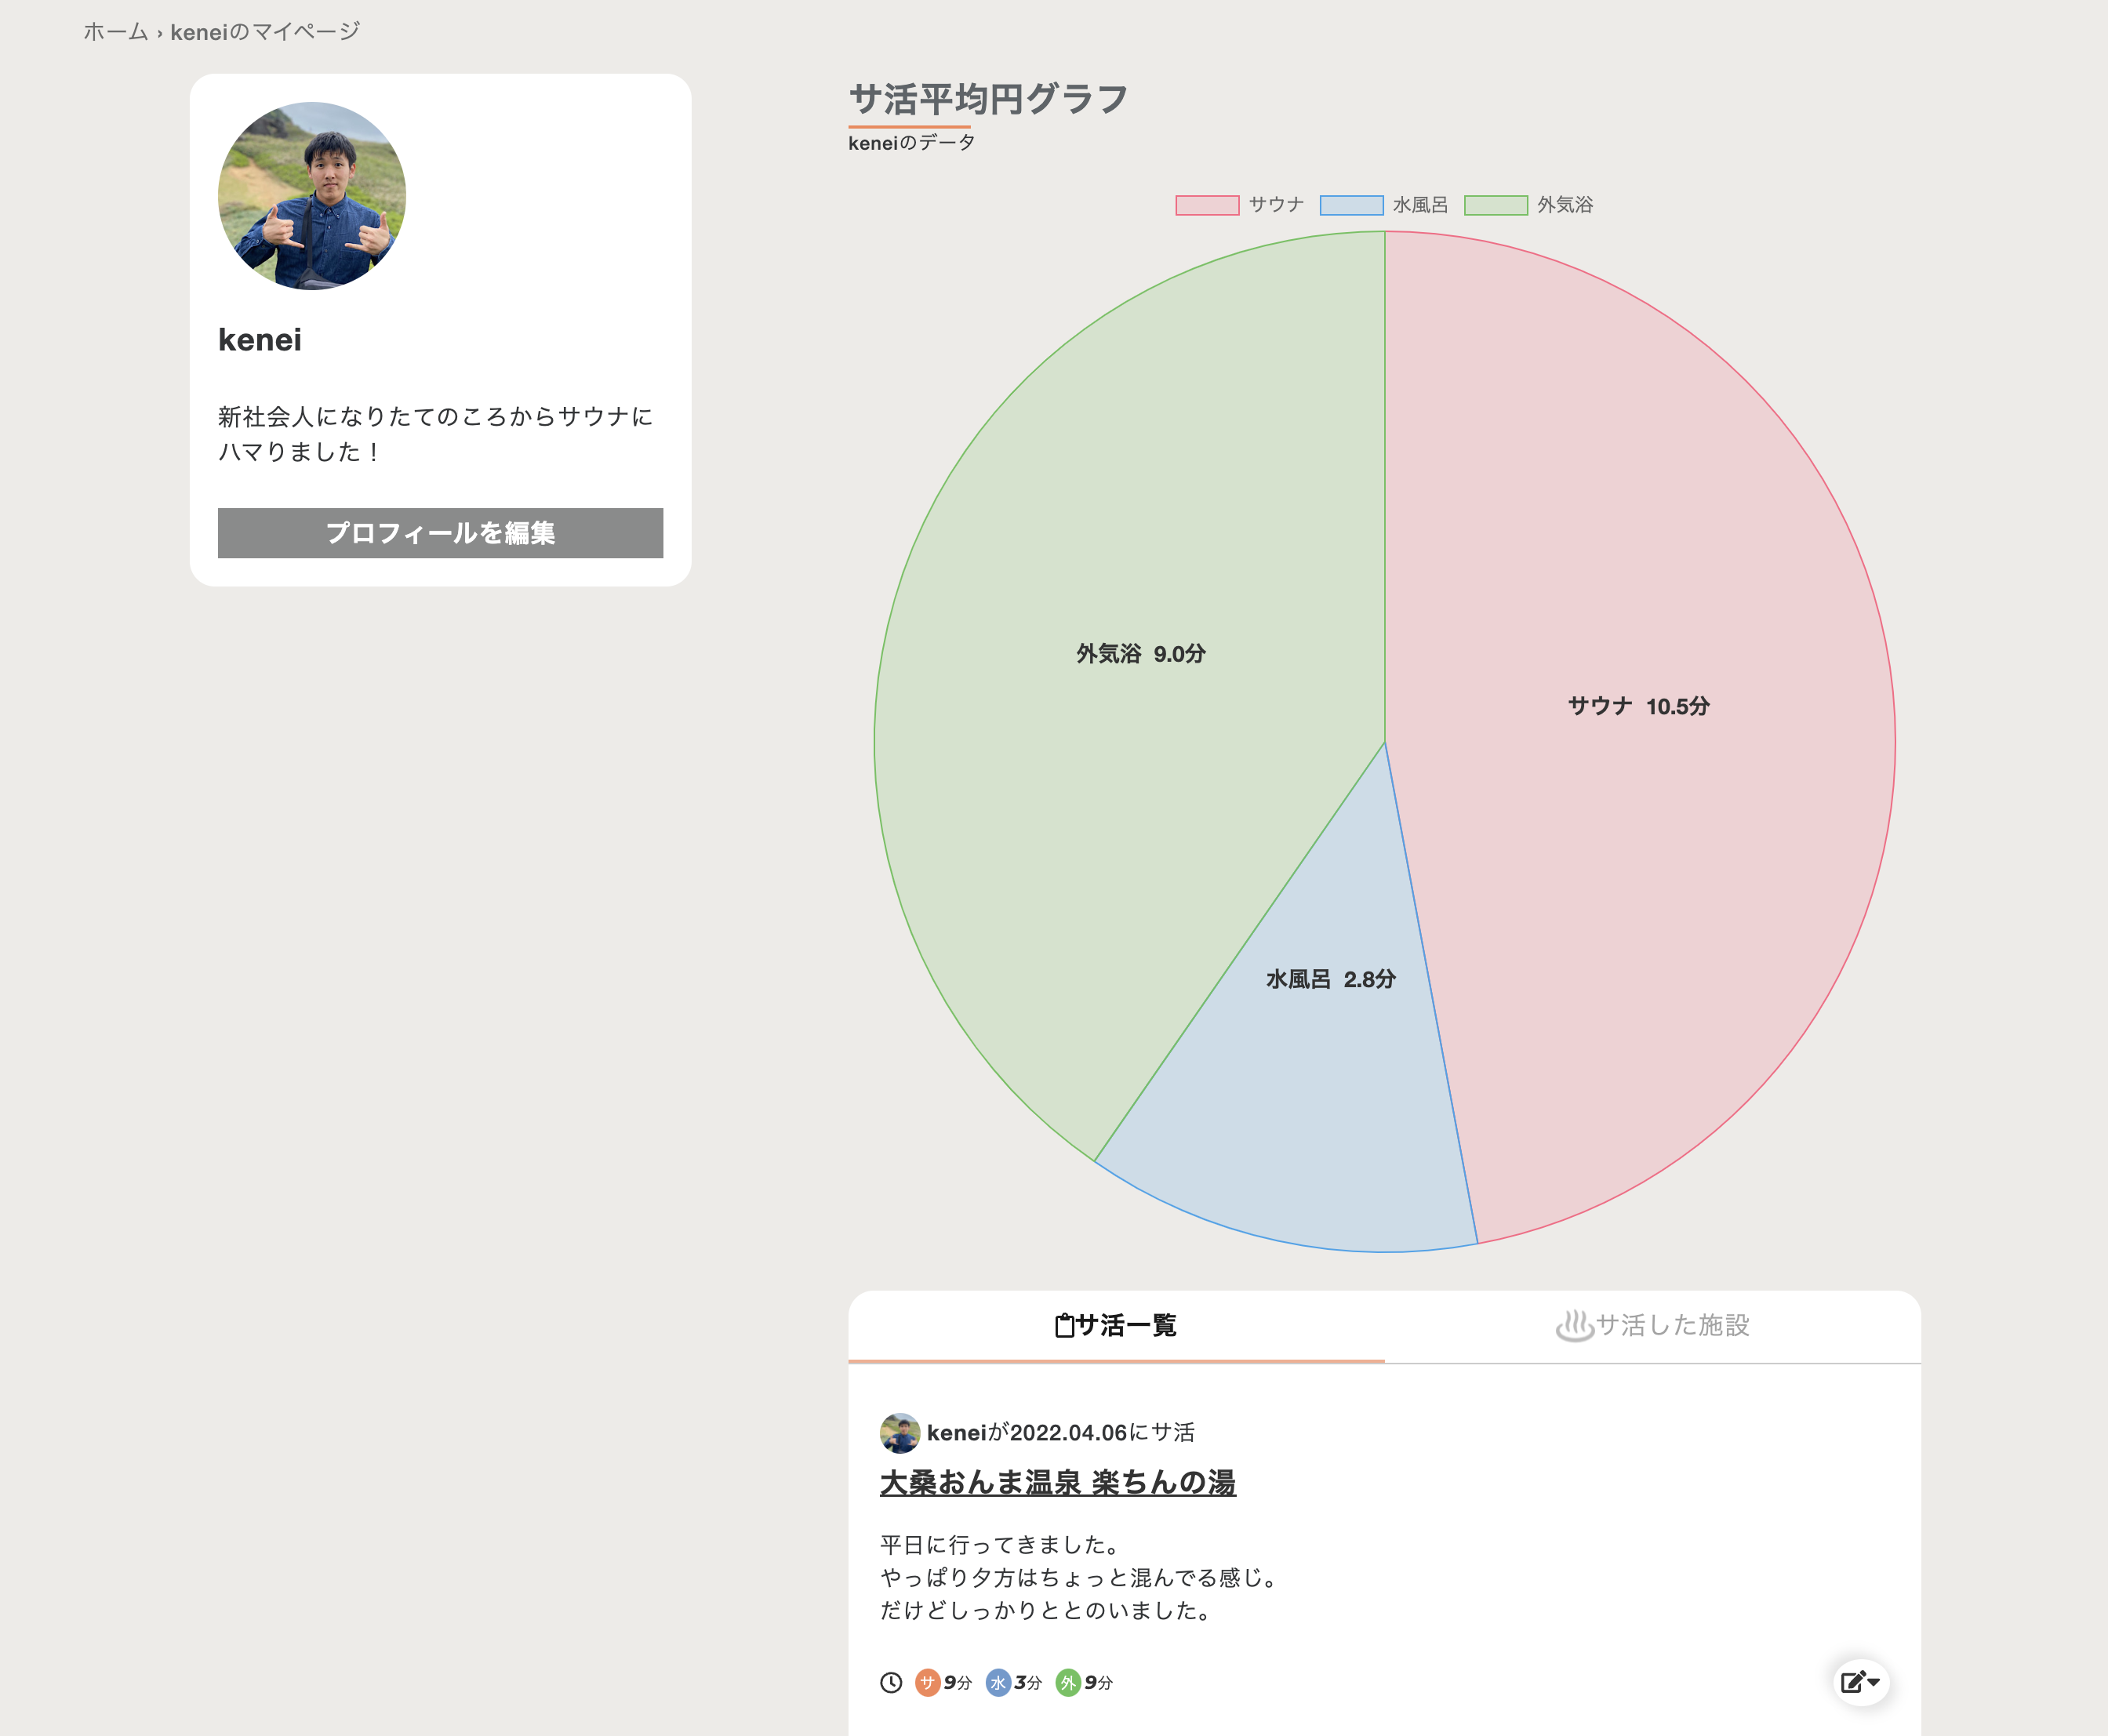 ホーム › keneiのマイページ
kenei
新社会人になりたてのころからサウナに
ハマりました！
プロフィールを編集
サ活平均円グラフ
keneiのデータ
サウナ 水風呂 外気浴
外気浴 9.0分
サウナ 10.5分
水風呂 2.8分
サ活一覧 サ活した施設
keneiが2022.04.06にサ活
大桑おんま温泉 楽ちんの湯
平日に行ってきました。
やっぱり夕方はちょっと混んでる感じ。
だけどしっかりととのいました。
サ 9分 水 3分 外 9分